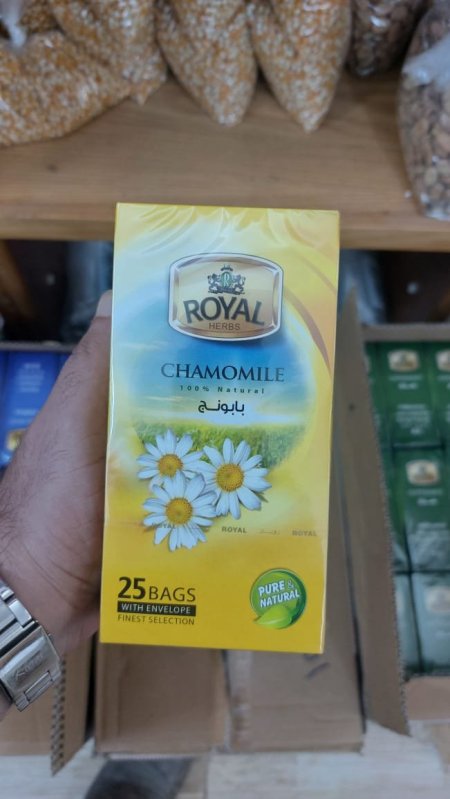 ROYAL
HERBS
CHAMOMILE
100% Natural
بابونج
ROYAL
ROYAL
25 BAGS
WITH ENVELOPE
FINEST SELECTION
PURE &
NATURAL